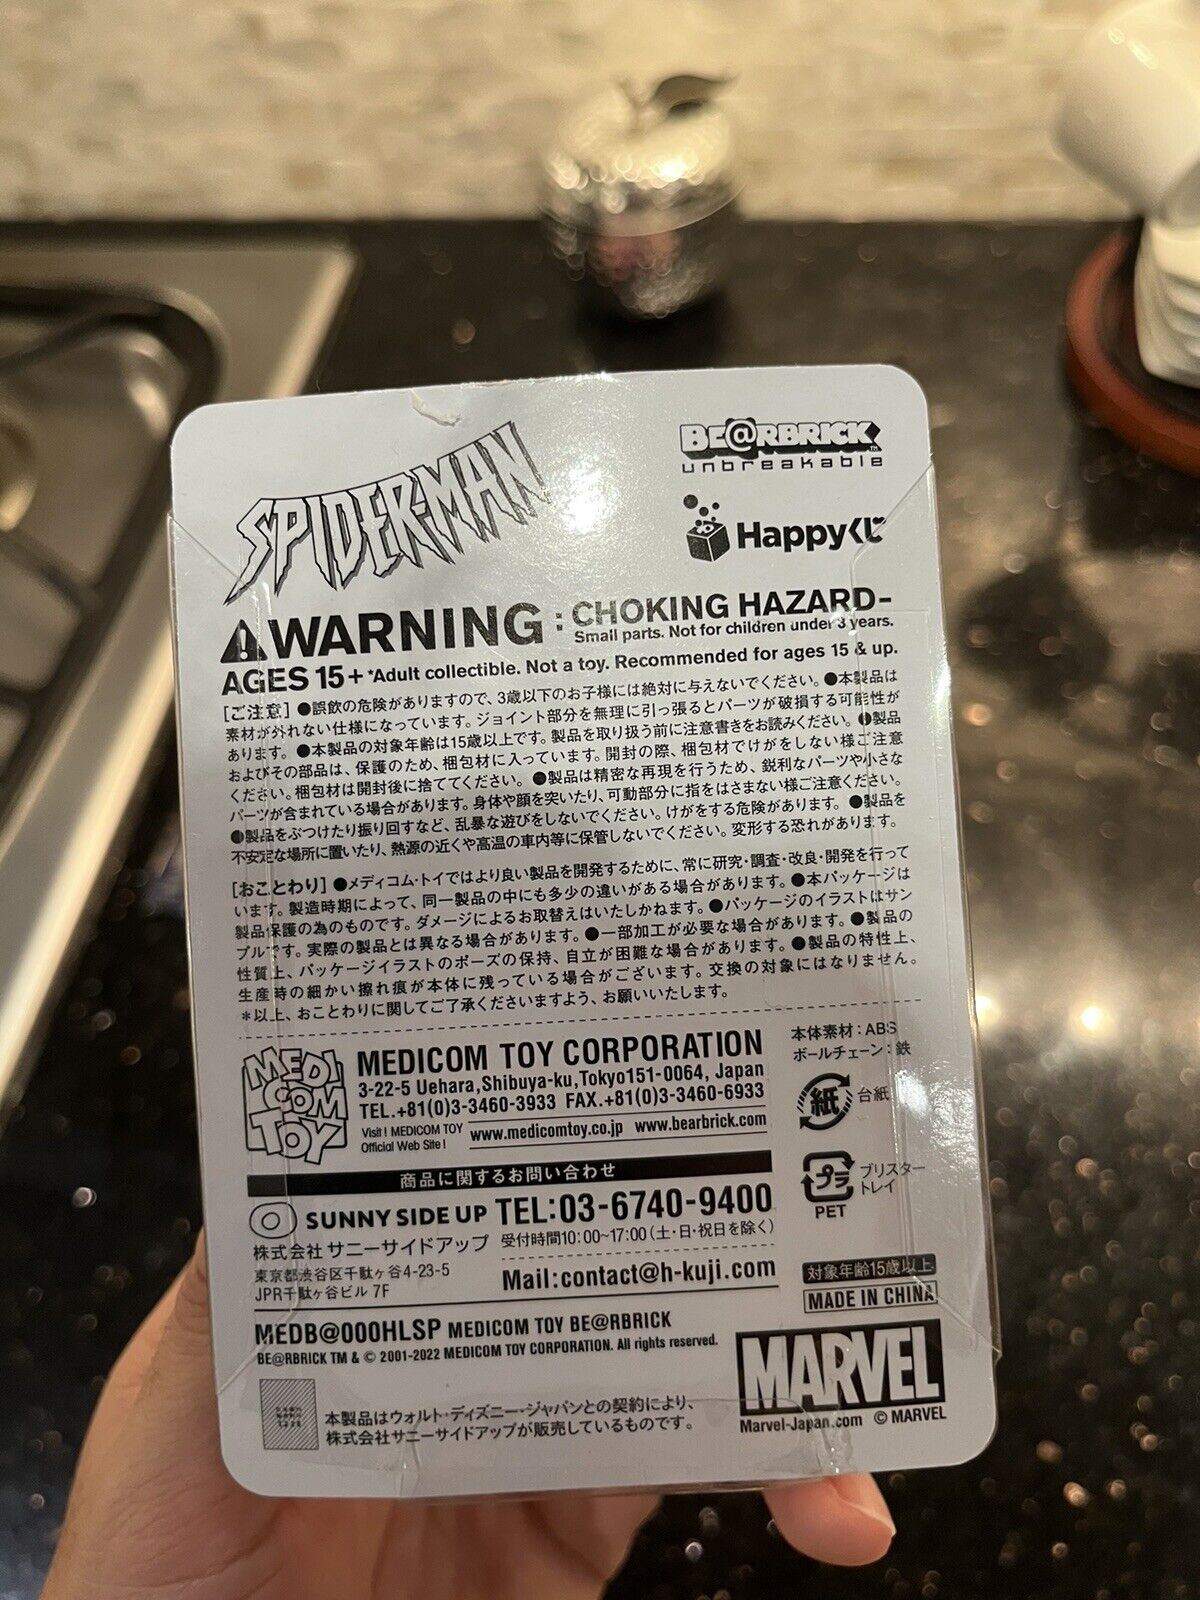 SPIDER-MAN
BE@RBRICK TM
unbreakable
Happyくじ
WARNING : CHOKING HAZARD-
Small parts. Not for children under 3 years.
AGES 15+ *Adult collectible. Not a toy. Recommended for ages 15 & up.
[ご注意] ●誤飲の危険がありますので、3歳以下のお子様には絶対に与えないでください。●本製品は
素材が外れない仕様になっています。ジョイント部分を無理に引っ張るとパーツが破損する可能性が
あります。●本製品の対象年齢は15歳以上です。製品を取り扱う前に注意書きをお読みください。●製品
およびその部品は、保護のため、梱包材に入っています。開封の際、梱包材でけがをしない様ご注意
ください。梱包材は開封後に捨ててください。●製品は精密な再現を行うため、鋭利なパーツや小さな
パーツが含まれている場合があります。身体や顔を突いたり、可動部分に指をはさまない様ご注意ください。
●製品をぶつけたり振り回すなど、乱暴な遊びをしないでください。けがをする危険があります。●製品を
不安定な場所に置いたり、熱源の近くや高温の車内等に保管しないでください。変形する恐れがあります。
[おことわり] ●メディコム・トイではより良い製品を開発するために、常に研究・調査・改良・開発を行って
います。製造時期によって、同一製品の中にも多少の違いがある場合があります。●本パッケージは
製品保護の為のものです。ダメージによるお取替えはいたしかねます。●パッケージのイラストはサン
プルです。実際の製品とは異なる場合があります。●一部加工が必要な場合があります。●製品の
性質上、パッケージイラストのポーズの保持、自立が困難な場合があります。●製品の特性上、
生産時の細かい擦れ痕が本体に残っている場合がございます。交換の対象にはなりません。
＊以上、おことわりに関してご了承くださいますよう、お願いいたします。
MEDI COM TOY
MEDICOM TOY CORPORATION
3-22-5 Uehara,Shibuya-ku,Tokyo151-0064, Japan
TEL.+81(0)3-3460-3933 FAX.+81(0)3-3460-6933
Visit ! MEDICOM TOY
Official Web Site !
www.medicomtoy.co.jp www.bearbrick.com
本体素材：ABS
ボールチェーン：鉄
紙 台紙
プラ ブリスター
トレイ
PET
商品に関するお問い合わせ
SUNNY SIDE UP TEL:03-6740-9400
株式会社 サニーサイドアップ 受付時間10:00~17:00（土・日・祝日を除く）
東京都渋谷区千駄ヶ谷4-23-5
JPR千駄ヶ谷ビル 7F
Mail:contact@h-kuji.com
対象年齢15歳以上
MADE IN CHINA
MEDB@000HLSP MEDICOM TOY BE@RBRICK
BE@RBRICK TM & © 2001-2022 MEDICOM TOY CORPORATION. All rights reserved.
本製品はウォルト・ディズニー・ジャパンとの契約により、
株式会社サニーサイドアップが販売しているものです。
MARVEL
Marvel-Japan.com © MARVEL